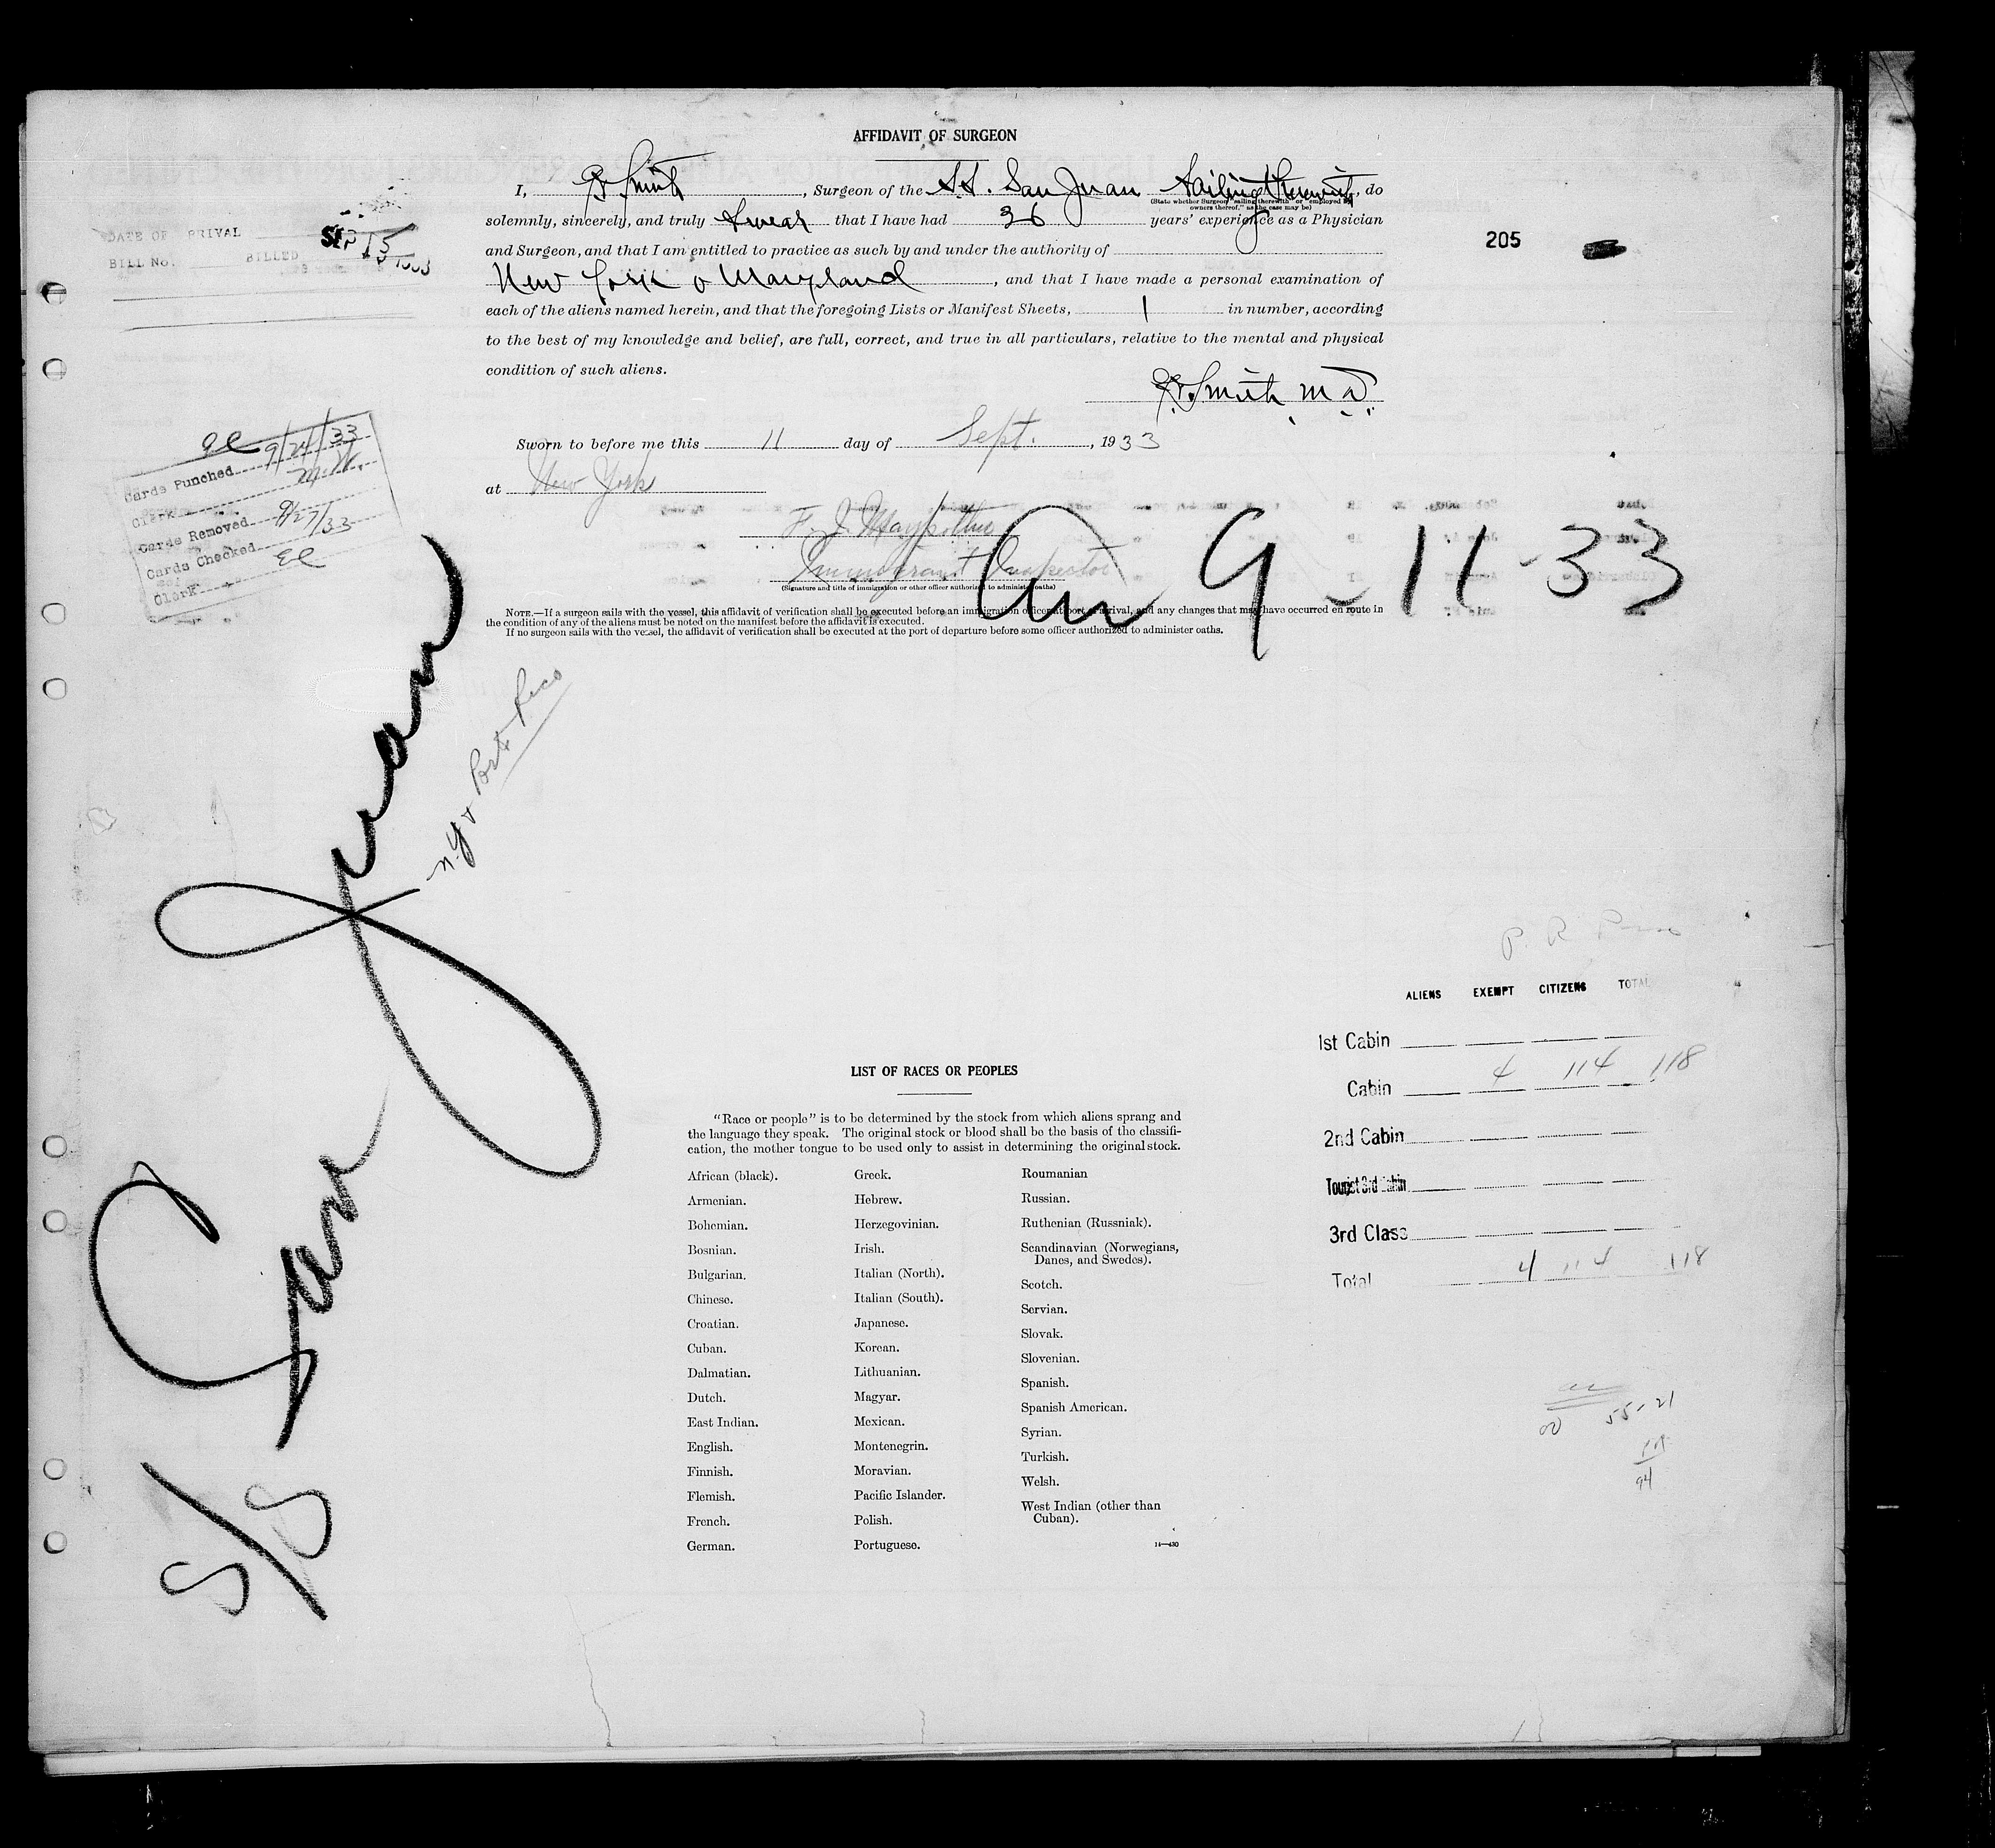 AFFIDAVIT OF SURGEON
I, Smith, Surgeon of the S.S. San Juan Sailing Therewith, do
(State whether Surgeon "sailing therewith" or "employed by owners thereof," as the case may be)
solemnly, sincerely, and truly swear that I have had 36 years' experience as a Physician
and Surgeon, and that I am entitled to practice as such by and under the authority of
New York & Maryland, and that I have made a personal examination of
each of the aliens named herein, and that the foregoing Lists or Manifest Sheets, 1 in number, according
to the best of my knowledge and belief, are full, correct, and true in all particulars, relative to the mental and physical
condition of such aliens.
Smith M D
Sworn to before me this 11 day of Sept., 1933
at New York
F. J.
Immigrant Inspector
(Signature and title of immigration or other officer authorized to administer oaths)
NOTE.—If a surgeon sails with the vessel, this affidavit of verification shall be executed before an immigration officer at port of arrival, and any changes that may have occurred en route in
the condition of any of the aliens must be noted on the manifest before the affidavit is executed.
If no surgeon sails with the vessel, the affidavit of verification shall be executed at the port of departure before some officer authorized to administer oaths.
205
DATE OF ARRIVAL
BILL No. BILLED
SEP 15
Cards Punched 9/24/33
Clerk
Cards Removed 9/27/33
Cards Checked
Clerk
9-11-33
S/S San Juan
N.Y. & Porto Rico
P. R.
ALIENS EXEMPT CITIZENS TOTAL
1st Cabin
Cabin 4 114 118
2nd Cabin
Tourist 3rd Cabin
3rd Class
Total 4 114 118
55-21
94
LIST OF RACES OR PEOPLES
"Race or people" is to be determined by the stock from which aliens sprang and
the language they speak. The original stock or blood shall be the basis of the classifi-
cation, the mother tongue to be used only to assist in determining the original stock.
African (black).
Armenian.
Bohemian.
Bosnian.
Bulgarian.
Chinese.
Croatian.
Cuban.
Dalmatian.
Dutch.
East Indian.
English.
Finnish.
Flemish.
French.
German.
Greek.
Hebrew.
Herzegovinian.
Irish.
Italian (North).
Italian (South).
Japanese.
Korean.
Lithuanian.
Magyar.
Mexican.
Montenegrin.
Moravian.
Pacific Islander.
Polish.
Portuguese.
Roumanian
Russian.
Ruthenian (Russniak).
Scandinavian (Norwegians,
Danes, and Swedes).
Scotch.
Servian.
Slovak.
Slovenian.
Spanish.
Spanish American.
Syrian.
Turkish.
Welsh.
West Indian (other than
Cuban).
14—430